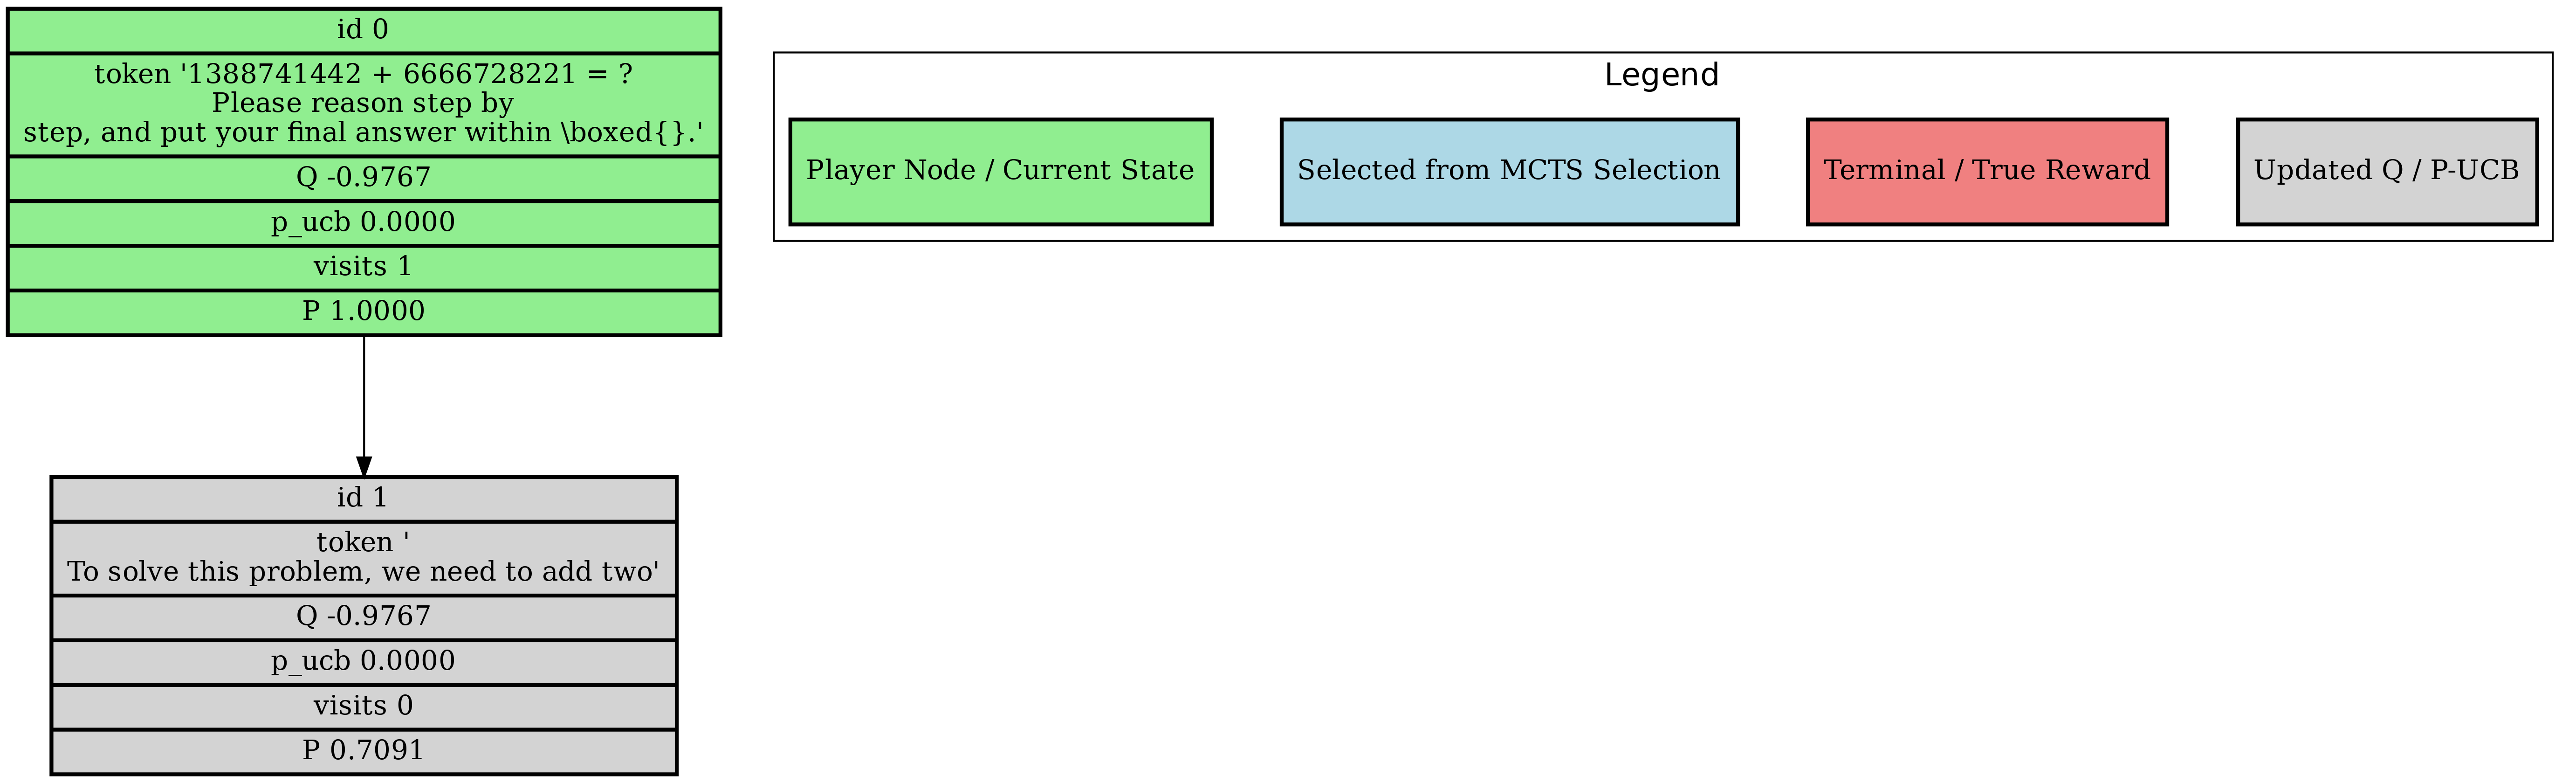 id 0
token '1388741442 + 6666728221 = ?
Please reason step by
step, and put your final answer within \boxed{}.'
Q -0.9767
p_ucb 0.0000
visits 1
P 1.0000
Legend
Player Node / Current State
Selected from MCTS Selection
Terminal / True Reward
Updated Q / P-UCB
id 1
token '
To solve this problem, we need to add two'
Q -0.9767
p_ucb 0.0000
visits 0
P 0.7091